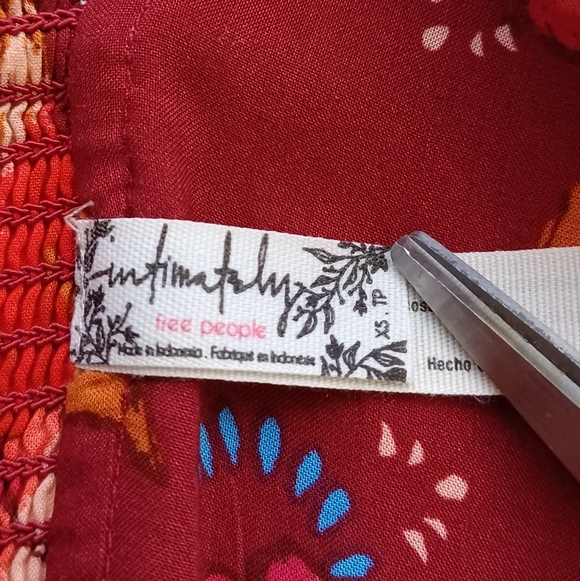 intimately
free people
XS . TP
Made in Indonesia . Fabriqué en Indonésie
Hecho